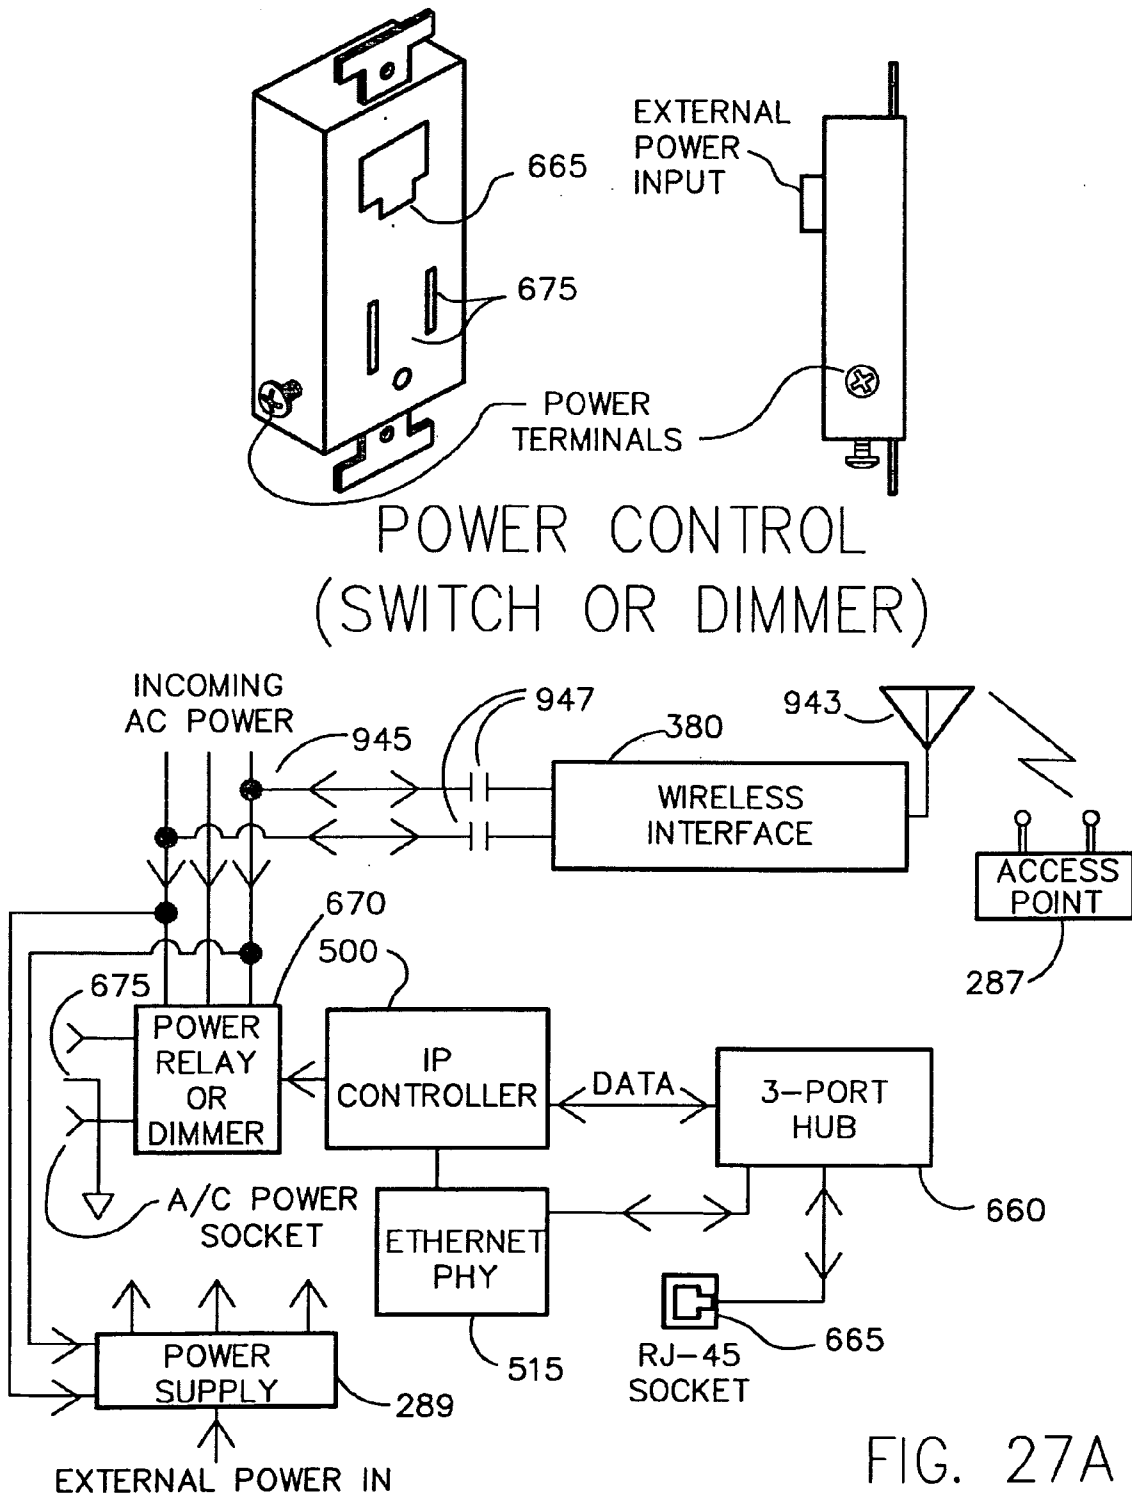 EXTERNAL
POWER
INPUT
665
675
POWER
TERMINALS
POWER CONTROL
(SWITCH OR DIMMER)
INCOMING
AC POWER
945
947
380
943
WIRELESS
INTERFACE
ACCESS
POINT
287
670
500
675
POWER
RELAY
OR
DIMMER
IP
CONTROLLER
DATA
3-PORT
HUB
660
A/C POWER
SOCKET
ETHERNET
PHY
515
RJ-45
SOCKET
665
POWER
SUPPLY
289
EXTERNAL POWER IN
FIG. 27A